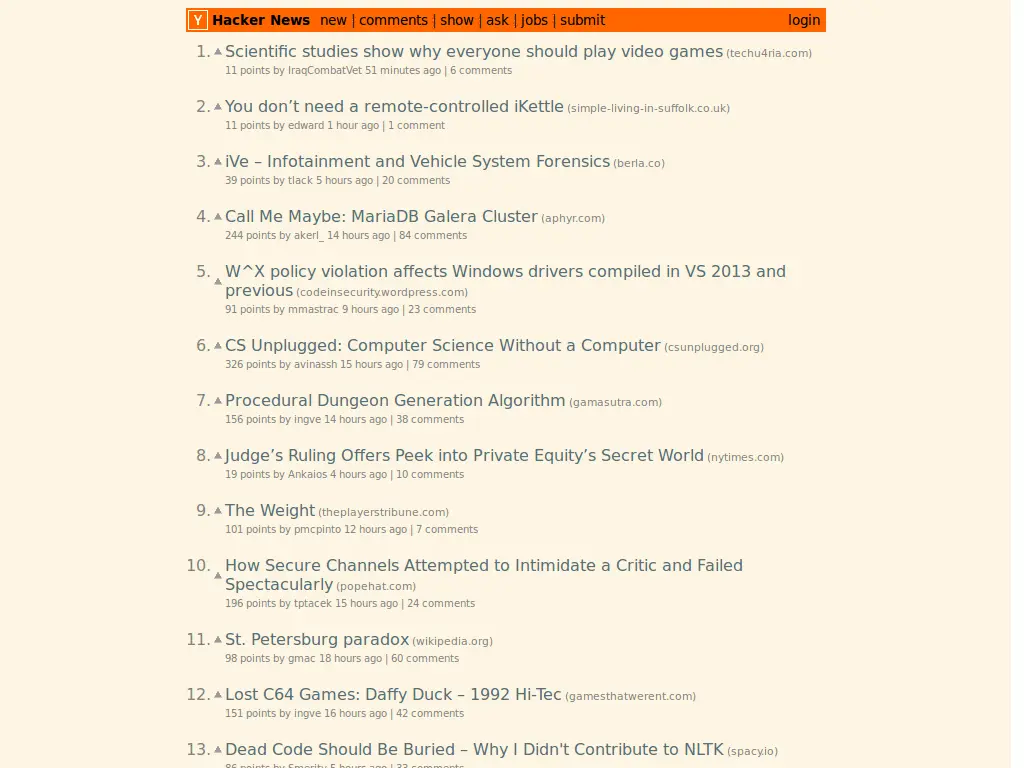 Y Hacker News new | comments | show | ask | jobs | submit login
1. Scientific studies show why everyone should play video games (techu4ria.com)
11 points by IraqCombatVet 51 minutes ago | 6 comments
2. You don’t need a remote-controlled iKettle (simple-living-in-suffolk.co.uk)
11 points by edward 1 hour ago | 1 comment
3. iVe – Infotainment and Vehicle System Forensics (berla.co)
39 points by tlack 5 hours ago | 20 comments
4. Call Me Maybe: MariaDB Galera Cluster (aphyr.com)
244 points by akerl_ 14 hours ago | 84 comments
5. W^X policy violation affects Windows drivers compiled in VS 2013 and
previous (codeinsecurity.wordpress.com)
91 points by mmastrac 9 hours ago | 23 comments
6. CS Unplugged: Computer Science Without a Computer (csunplugged.org)
326 points by avinassh 15 hours ago | 79 comments
7. Procedural Dungeon Generation Algorithm (gamasutra.com)
156 points by ingve 14 hours ago | 38 comments
8. Judge’s Ruling Offers Peek into Private Equity’s Secret World (nytimes.com)
19 points by Ankaios 4 hours ago | 10 comments
9. The Weight (theplayerstribune.com)
101 points by pmcpinto 12 hours ago | 7 comments
10. How Secure Channels Attempted to Intimidate a Critic and Failed
Spectacularly (popehat.com)
196 points by tptacek 15 hours ago | 24 comments
11. St. Petersburg paradox (wikipedia.org)
98 points by gmac 18 hours ago | 60 comments
12. Lost C64 Games: Daffy Duck – 1992 Hi-Tec (gamesthatwerent.com)
151 points by ingve 16 hours ago | 42 comments
13. Dead Code Should Be Buried – Why I Didn't Contribute to NLTK (spacy.io)
86 points by Smerity 5 hours ago | 33 comments